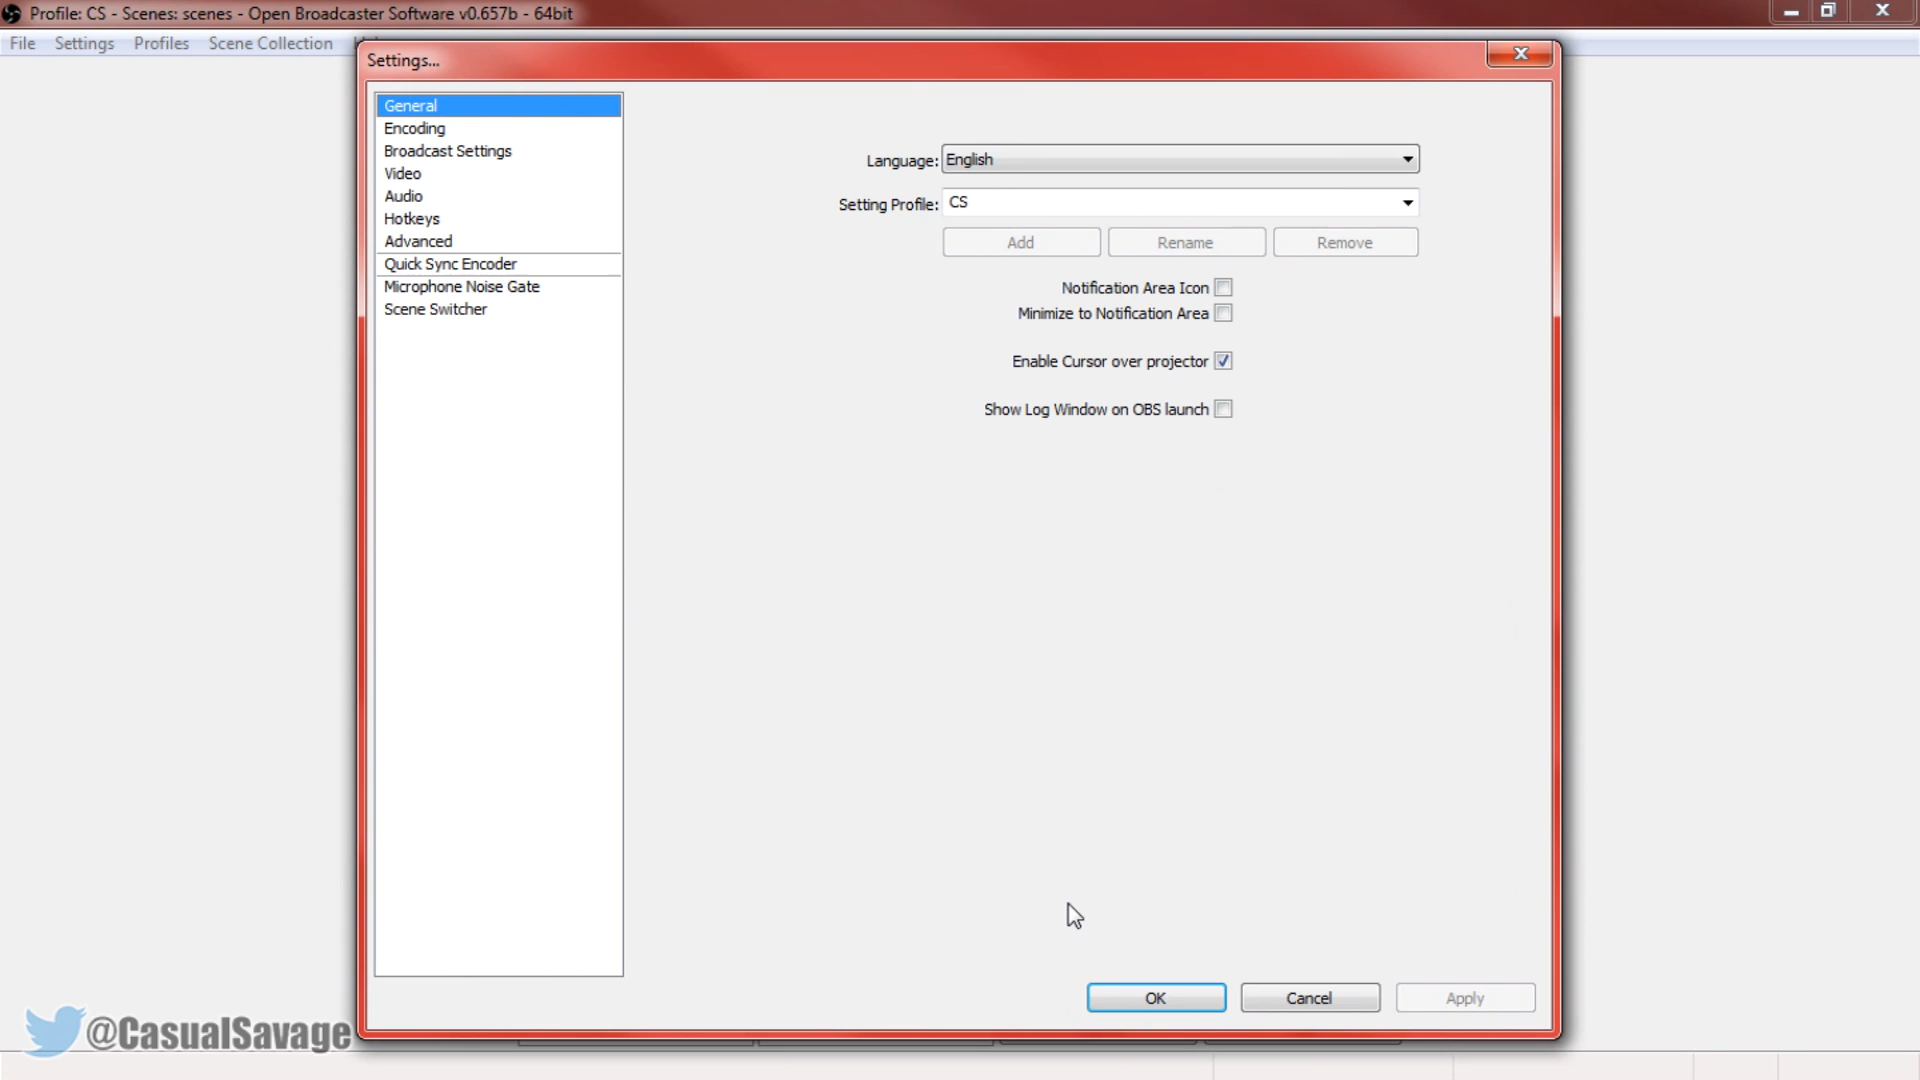 Profile: CS - Scenes: scenes - Open Broadcaster Software v0.657b - 64bit
File Settings Profiles Scene Collection
Settings...
General
Encoding
Broadcast Settings
Video
Audio
Hotkeys
Advanced
Quick Sync Encoder
Microphone Noise Gate
Scene Switcher
Language: English
Setting Profile: CS
Add Rename Remove
Notification Area Icon
Minimize to Notification Area
Enable Cursor over projector
Show Log Window on OBS launch
OK Cancel Apply
@CasualSavage